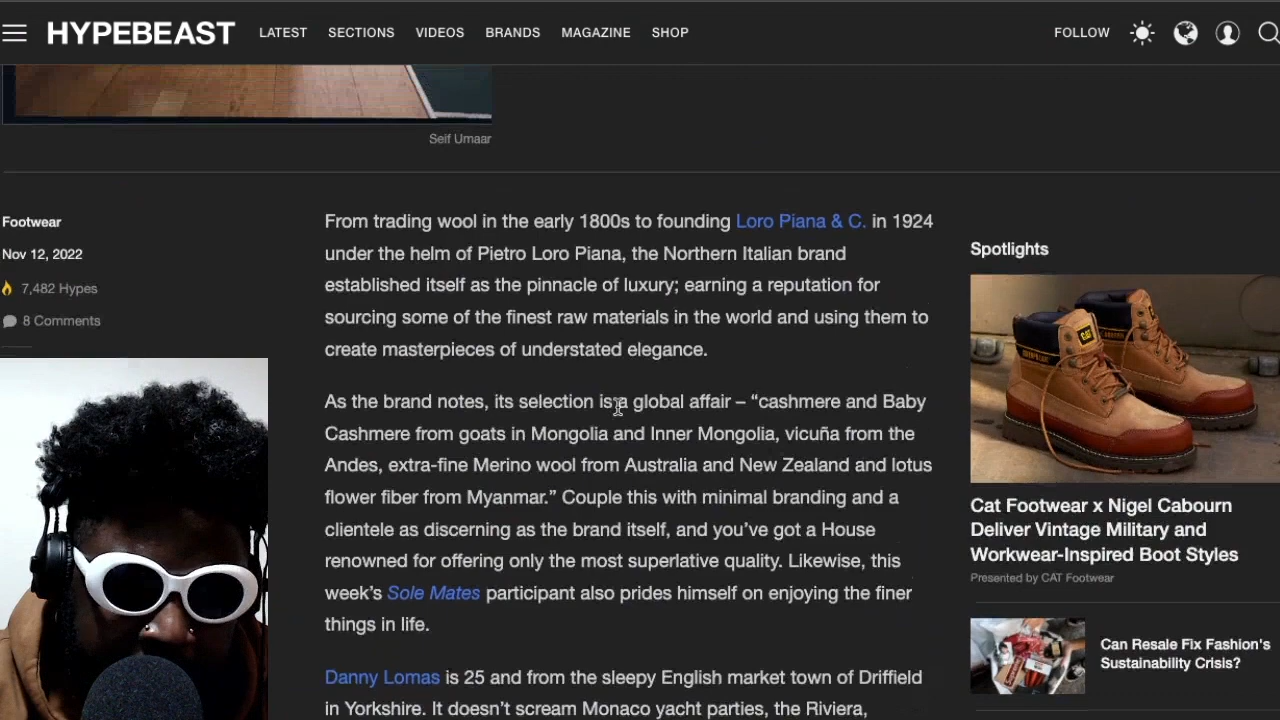 HYPEBEAST
LATEST
SECTIONS
VIDEOS
BRANDS
MAGAZINE
SHOP
FOLLOW
Seif Umaar
Footwear
Nov 12, 2022
7,482 Hypes
8 Comments
From trading wool in the early 1800s to founding Loro Piana & C. in 1924
under the helm of Pietro Loro Piana, the Northern Italian brand
established itself as the pinnacle of luxury; earning a reputation for
sourcing some of the finest raw materials in the world and using them to
create masterpieces of understated elegance.
As the brand notes, its selection is a global affair – “cashmere and Baby
Cashmere from goats in Mongolia and Inner Mongolia, vicuña from the
Andes, extra-fine Merino wool from Australia and New Zealand and lotus
flower fiber from Myanmar.” Couple this with minimal branding and a
clientele as discerning as the brand itself, and you’ve got a House
renowned for offering only the most superlative quality. Likewise, this
week’s Sole Mates participant also prides himself on enjoying the finer
things in life.
Danny Lomas is 25 and from the sleepy English market town of Driffield
in Yorkshire. It doesn’t scream Monaco yacht parties, the Riviera,
Spotlights
CAT
Cat Footwear x Nigel Cabourn
Deliver Vintage Military and
Workwear-Inspired Boot Styles
Presented by CAT Footwear
Can Resale Fix Fashion's
Sustainability Crisis?